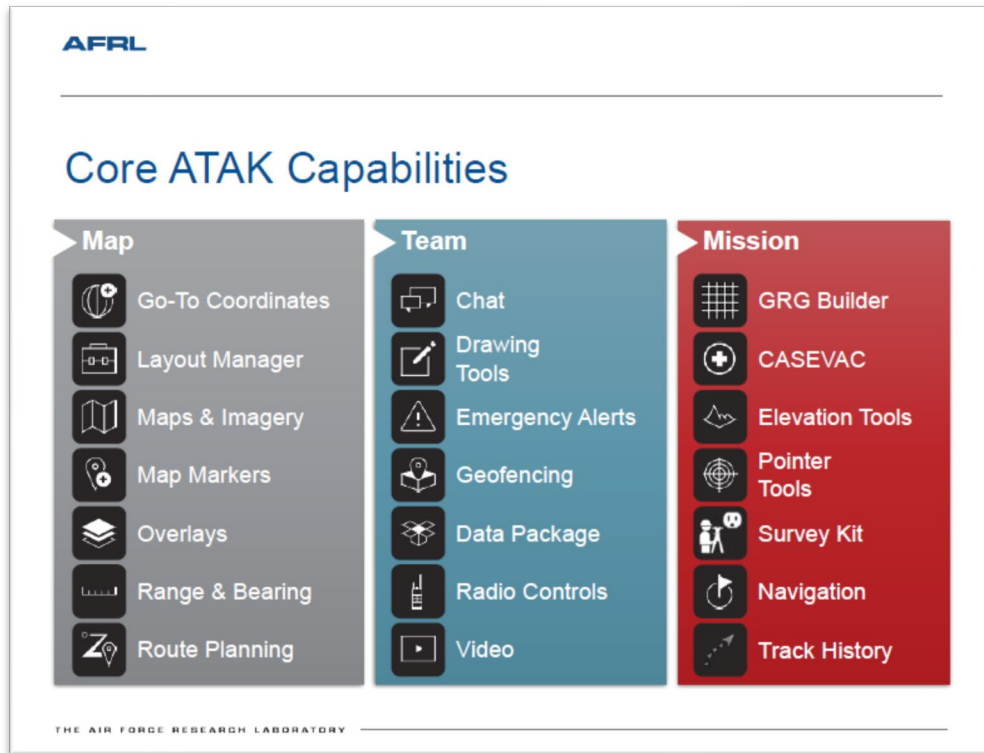 AFRL
Core ATAK Capabilities
Map
Go-To Coordinates
Layout Manager
Maps & Imagery
Map Markers
Overlays
Range & Bearing
Route Planning
Team
Chat
Drawing
Tools
Emergency Alerts
Geofencing
Data Package
Radio Controls
Video
Mission
GRG Builder
CASEVAC
Elevation Tools
Pointer
Tools
Survey Kit
Navigation
Track History
THE AIR FORCE RESEARCH LABORATORY